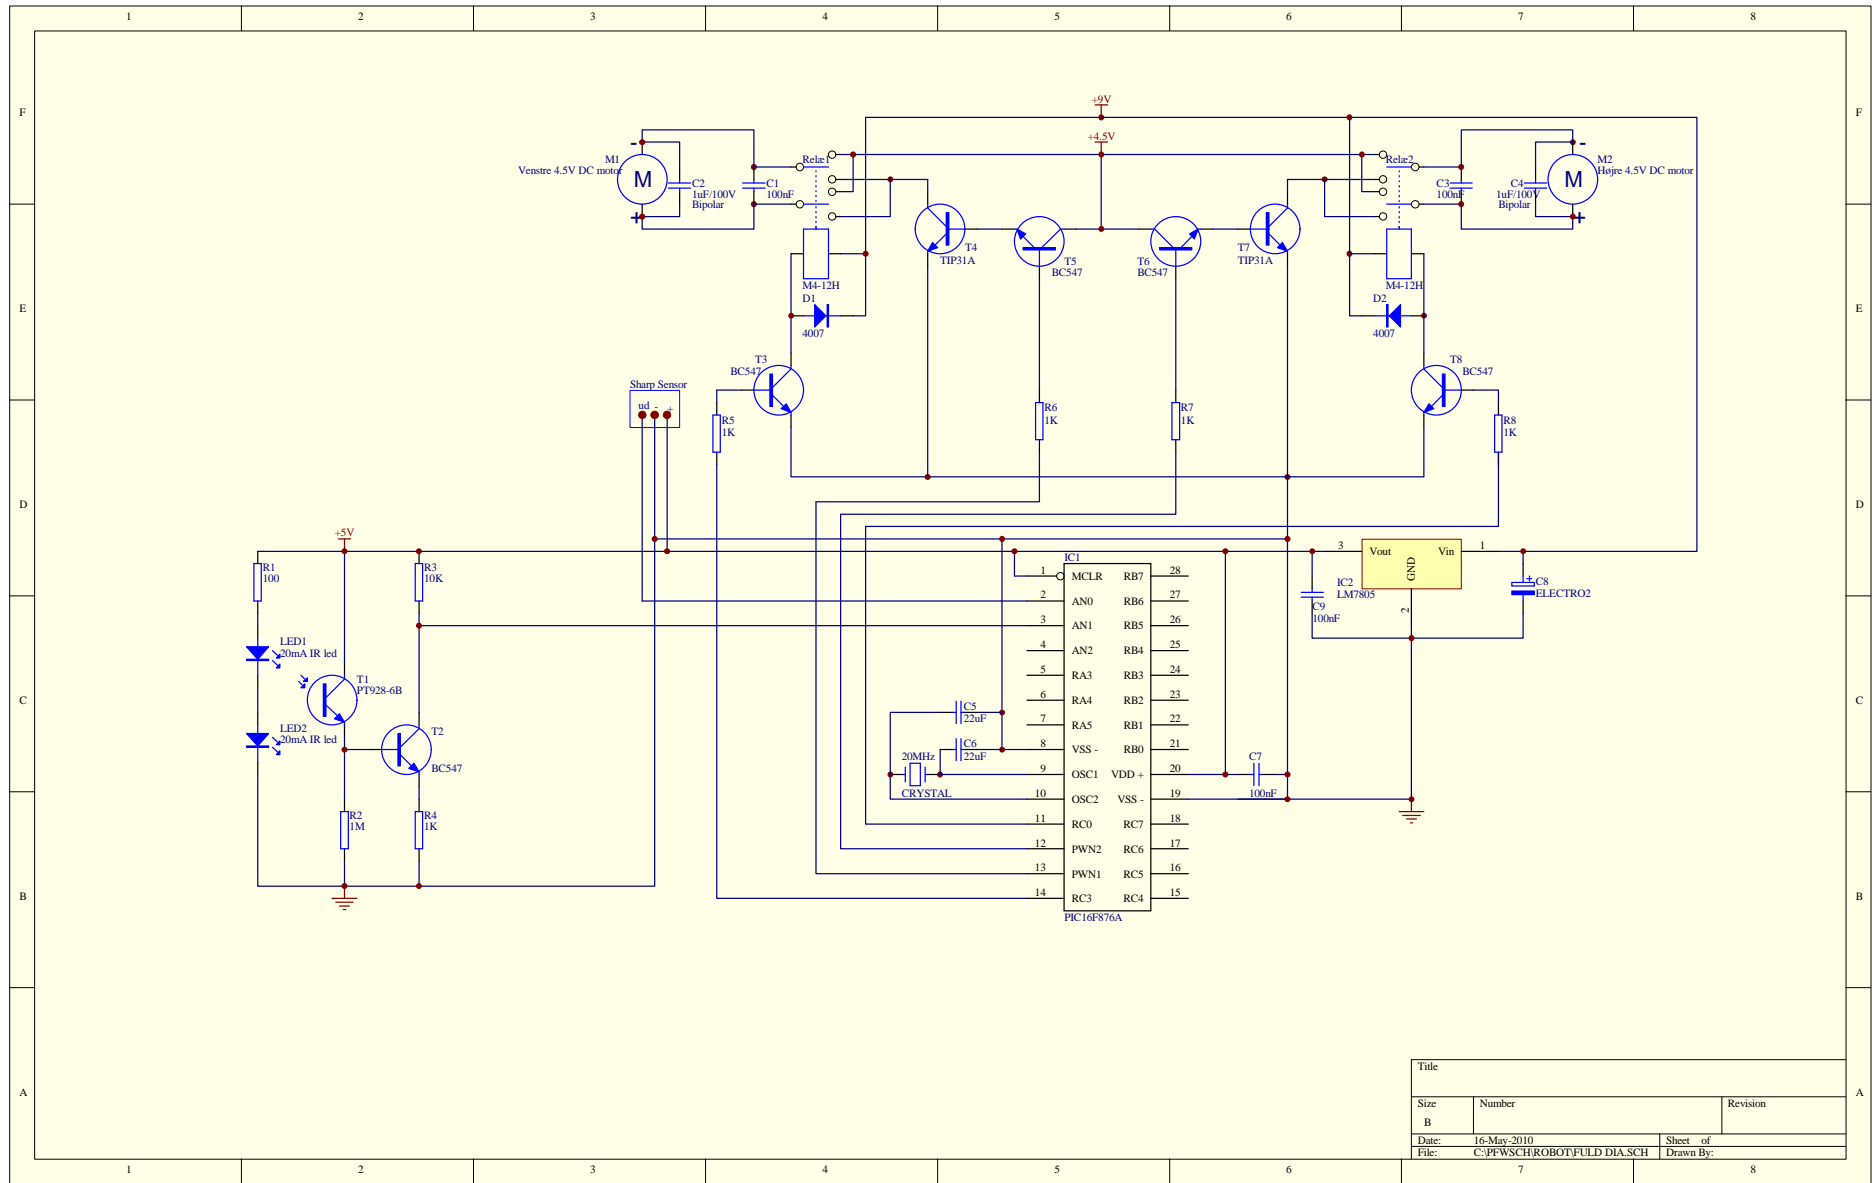 1 2 3 4 5 6 7 8
F F
E E
D D
C C
B B
A A
+9V
+4.5V
M1
Venstre 4.5V DC motor
-
M
+
C2
1uF/100V
Bipolar
C1
100nF
Relæ1
M4-12H
D1
4007
T3
BC547
T4
TIP31A
T5
BC547
T6
BC547
T7
TIP31A
Relæ2
M4-12H
D2
4007
T8
BC547
C3
100nF
C4
1uF/100V
Bipolar
-
M
+
M2
Højre 4.5V DC motor
Sharp Sensor
ud - +
R5
1K
R6
1K
R7
1K
R8
1K
+5V
R1
100
R3
10K
LED1
20mA IR led
T1
PT928-6B
LED2
20mA IR led
T2
BC547
R2
1M
R4
1K
C5
22uF
C6
22uF
20MHz
CRYSTAL
IC1
1 MCLR RB7 28
2 AN0 RB6 27
3 AN1 RB5 26
4 AN2 RB4 25
5 RA3 RB3 24
6 RA4 RB2 23
7 RA5 RB1 22
8 VSS - RB0 21
9 OSC1 VDD + 20
10 OSC2 VSS - 19
11 RC0 RC7 18
12 PWN2 RC6 17
13 PWN1 RC5 16
14 RC3 RC4 15
PIC16F876A
C7
100nF
C9
100nF
3 Vout Vin 1
GND
2
IC2
LM7805
+
C8
ELECTRO2
Title
Size Number Revision
B
Date: 16-May-2010 Sheet of
File: C:\PFWSCH\ROBOT\FULD DIA.SCH Drawn By:
1 2 3 4 5 6 7 8